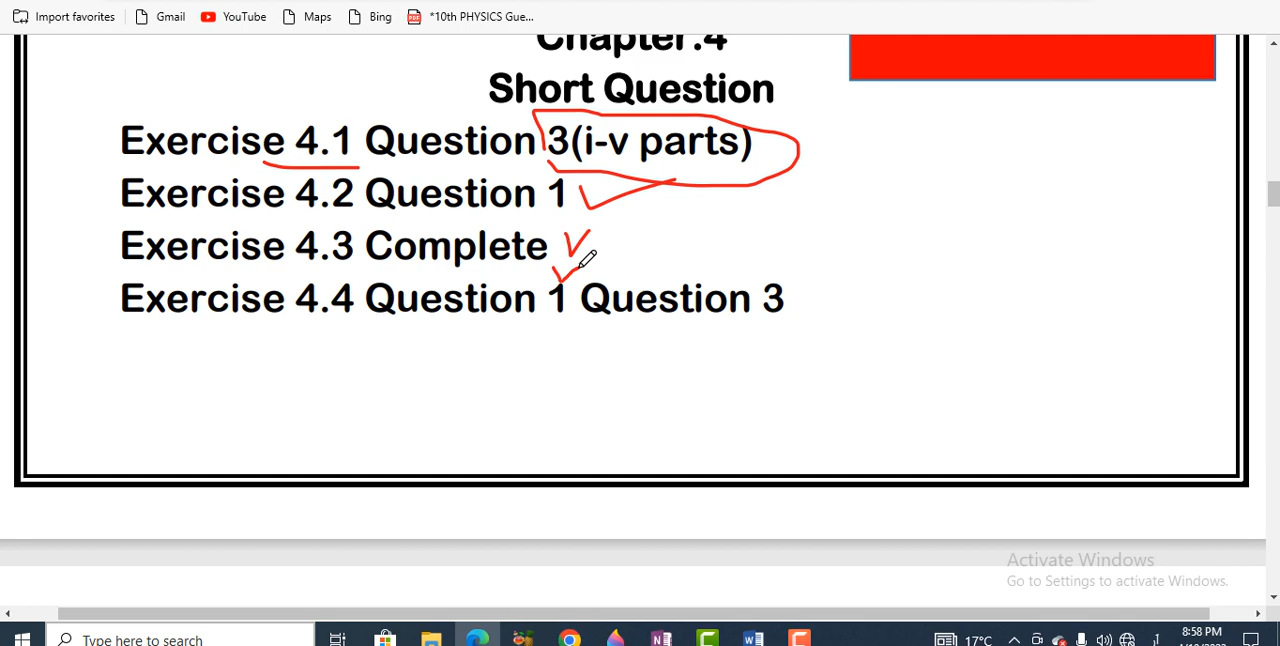 Import favorites Gmail YouTube Maps Bing *10th PHYSICS Gue...
Chapter.4
Short Question
Exercise 4.1 Question 3(i-v parts)
Exercise 4.2 Question 1
Exercise 4.3 Complete
Exercise 4.4 Question 1 Question 3
Activate Windows
Go to Settings to activate Windows.
Type here to search 17°C 8:58 PM